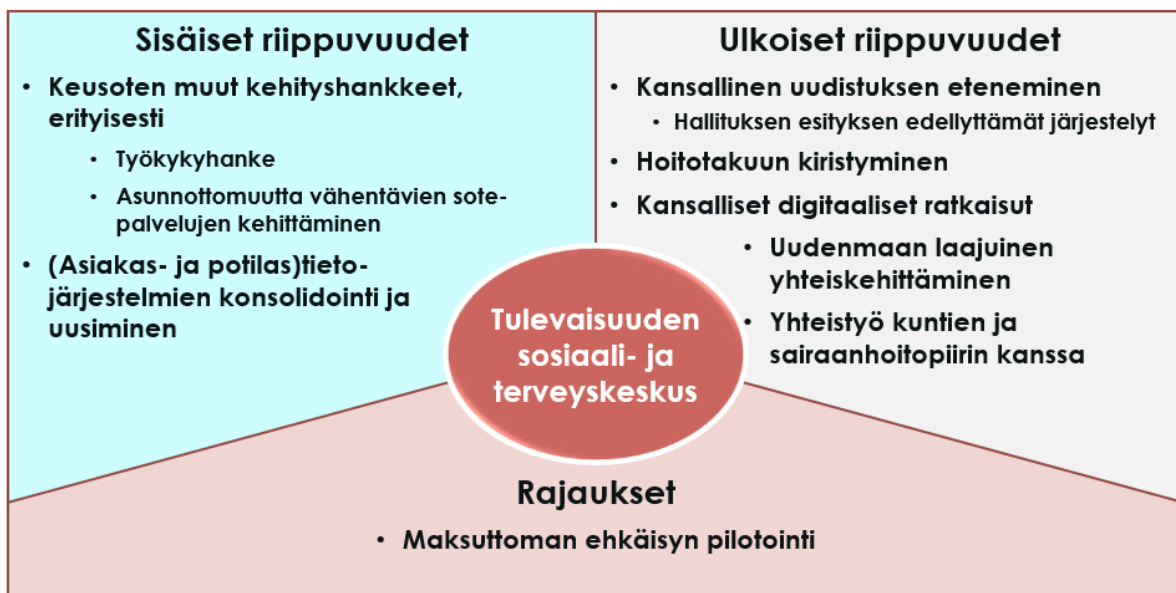 Sisäiset riippuvuudet
• Keusoten muut kehityshankkeet,
erityisesti
• Työkykyhanke
• Asunnottomuutta vähentävien sote-
palvelujen kehittäminen
• (Asiakas- ja potilas)tieto-
järjestelmien konsolidointi ja
uusiminen
Ulkoiset riippuvuudet
• Kansallinen uudistuksen eteneminen
• Hallituksen esityksen edellyttämät järjestelyt
• Hoitotakuun kiristyminen
• Kansalliset digitaaliset ratkaisut
• Uudenmaan laajuinen
yhteiskehittäminen
• Yhteistyö kuntien ja
sairaanhoitopiirin kanssa
Tulevaisuuden
sosiaali- ja
terveyskeskus
Rajaukset
• Maksuttoman ehkäisyn pilotointi